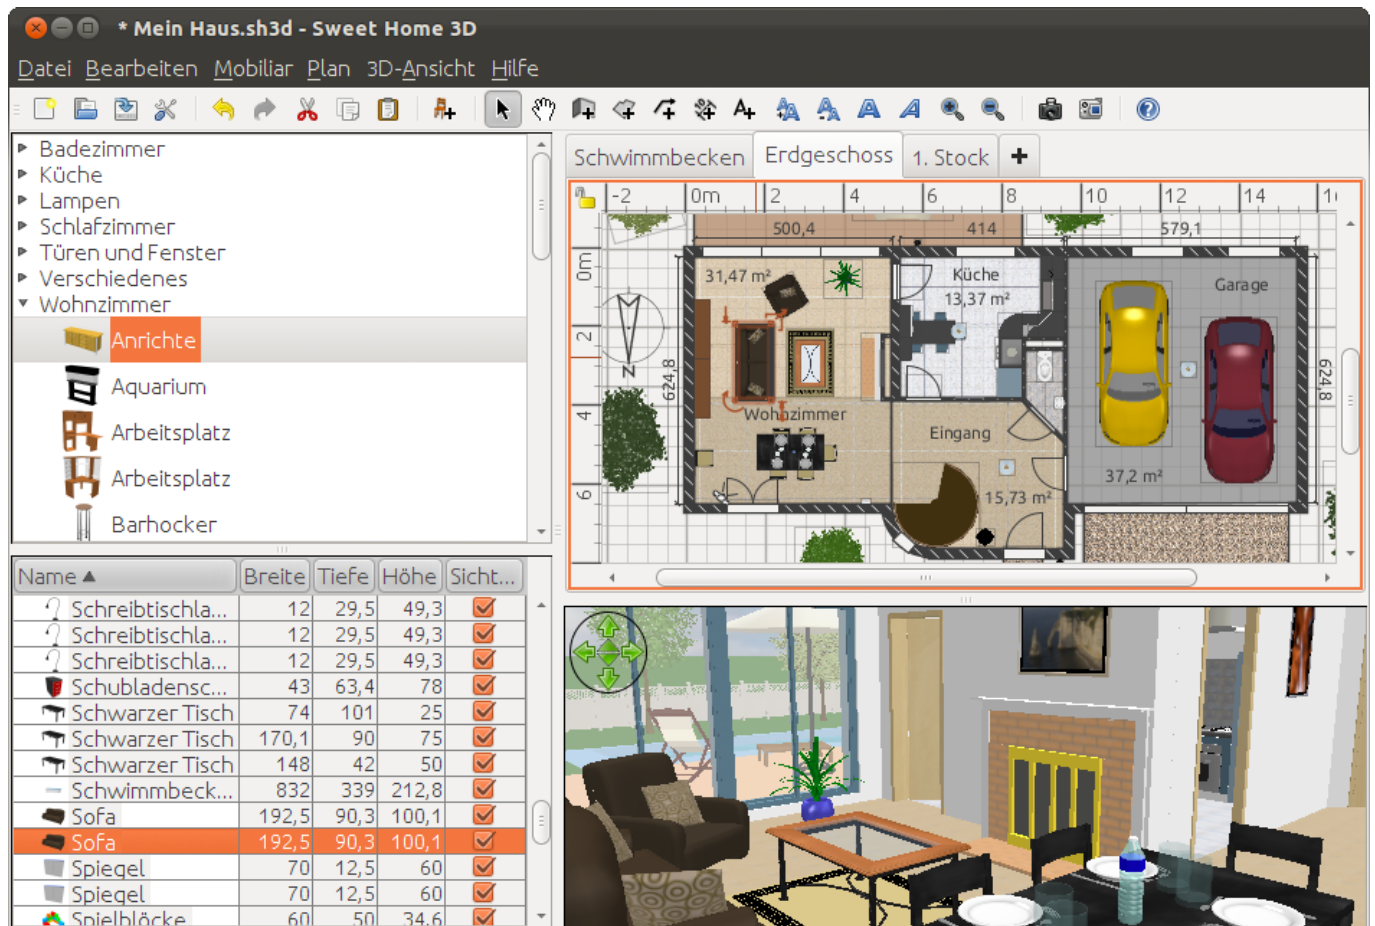 * Mein Haus.sh3d - Sweet Home 3D
Datei Bearbeiten Mobiliar Plan 3D-Ansicht Hilfe
Badezimmer
Küche
Lampen
Schlafzimmer
Türen und Fenster
Verschiedenes
Wohnzimmer
Anrichte
Aquarium
Arbeitsplatz
Arbeitsplatz
Barhocker
Schwimmbecken Erdgeschoss 1. Stock
-2 0m 2 4 6 8 10 12 14
0m
2
4
6
500,4 414 579,1
31,47 m²
Küche
13,37 m²
Garage
N
624,8
624,8
Wohnzimmer
Eingang
37,2 m²
15,73 m²
Name Breite Tiefe Höhe Sicht...
Schreibtischla... 12 29,5 49,3
Schreibtischla... 12 29,5 49,3
Schreibtischla... 12 29,5 49,3
Schubladensc... 43 63,4 78
Schwarzer Tisch 74 101 25
Schwarzer Tisch 170,1 90 75
Schwarzer Tisch 148 42 50
Schwimmbeck... 832 339 212,8
Sofa 192,5 90,3 100,1
Sofa 192,5 90,3 100,1
Spiegel 70 12,5 60
Spiegel 70 12,5 60
Spielblöcke 60 50 34,6